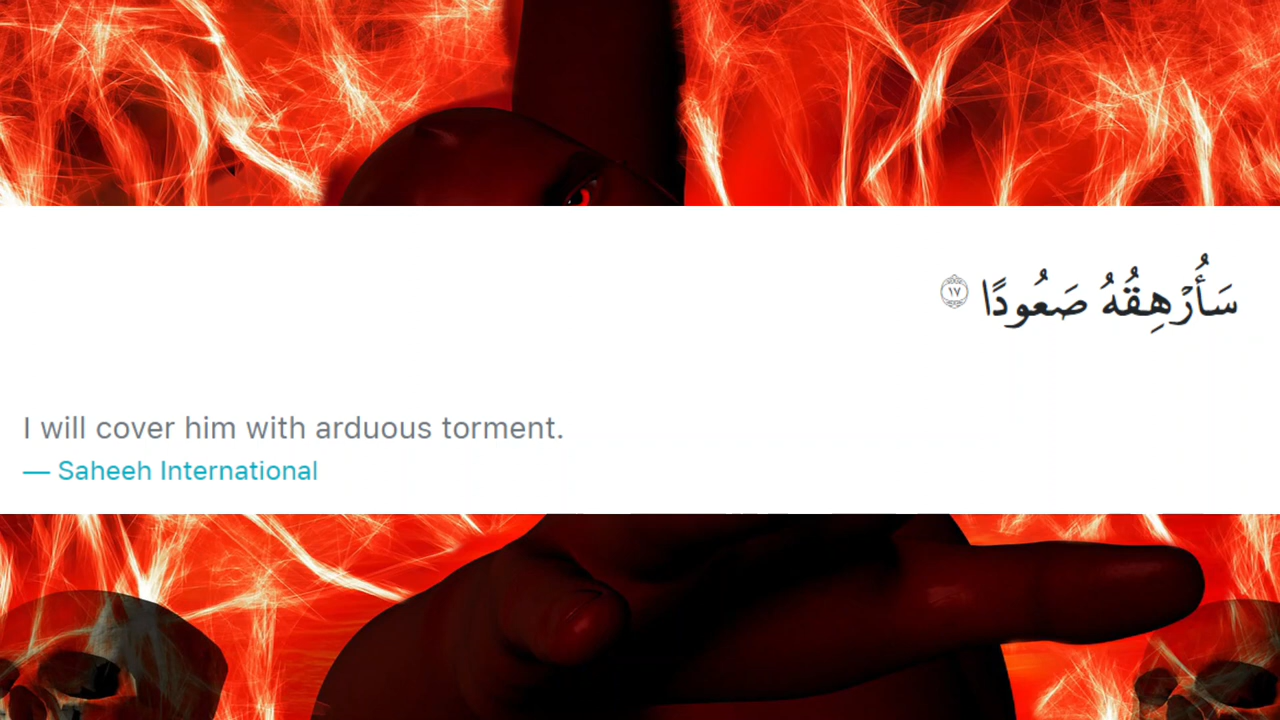 سَأُرْهِقُهُ صَعُودًا ١٧
I will cover him with arduous torment.
— Saheeh International